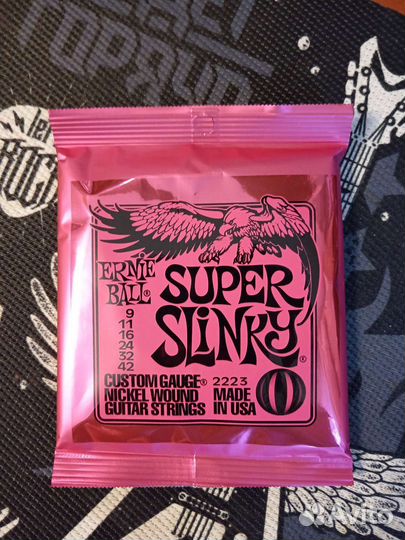 ERNIE
BALL®
SUPER
SLINKY®
9
11
16
24
32
42
CUSTOM GAUGE® 2223
NICKEL WOUND MADE
GUITAR STRINGS IN USA
Avito